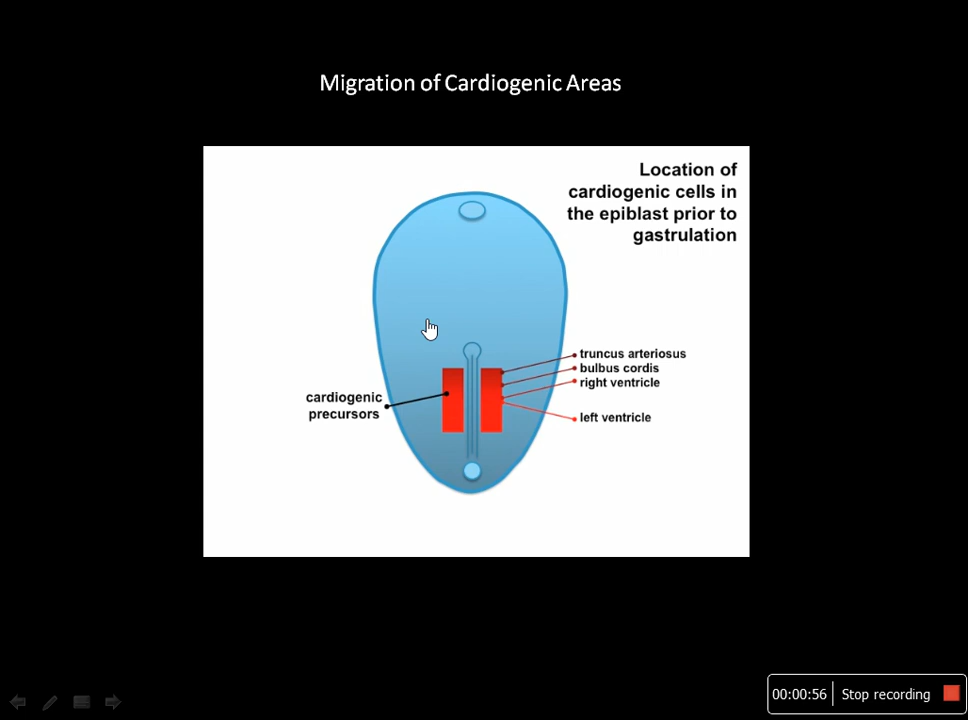 Migration of Cardiogenic Areas
Location of
cardiogenic cells in
the epiblast prior to
gastrulation
truncus arteriosus
bulbus cordis
right ventricle
left ventricle
cardiogenic
precursors
00:00:56 Stop recording